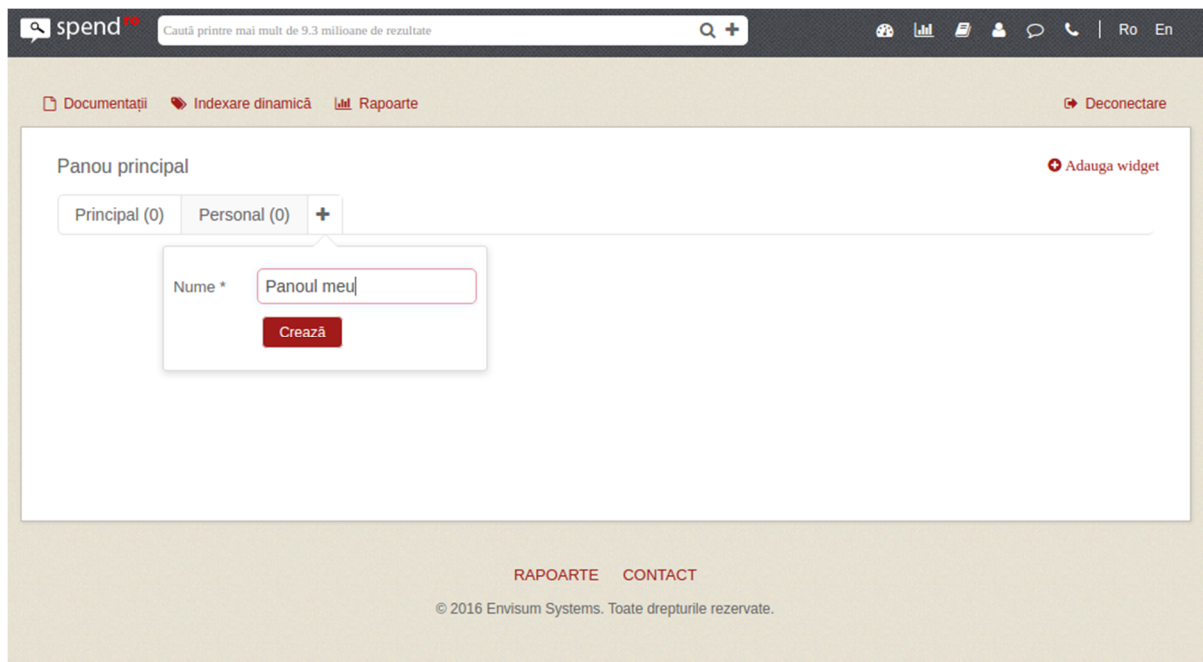 spend ro
Caută printre mai mult de 9.3 milioane de rezultate
Ro En
Documentații Indexare dinamică Rapoarte Deconectare
Panou principal Adauga widget
Principal (0) Personal (0)
Nume * Panoul meu
Crează
RAPOARTE CONTACT
© 2016 Envisum Systems. Toate drepturile rezervate.